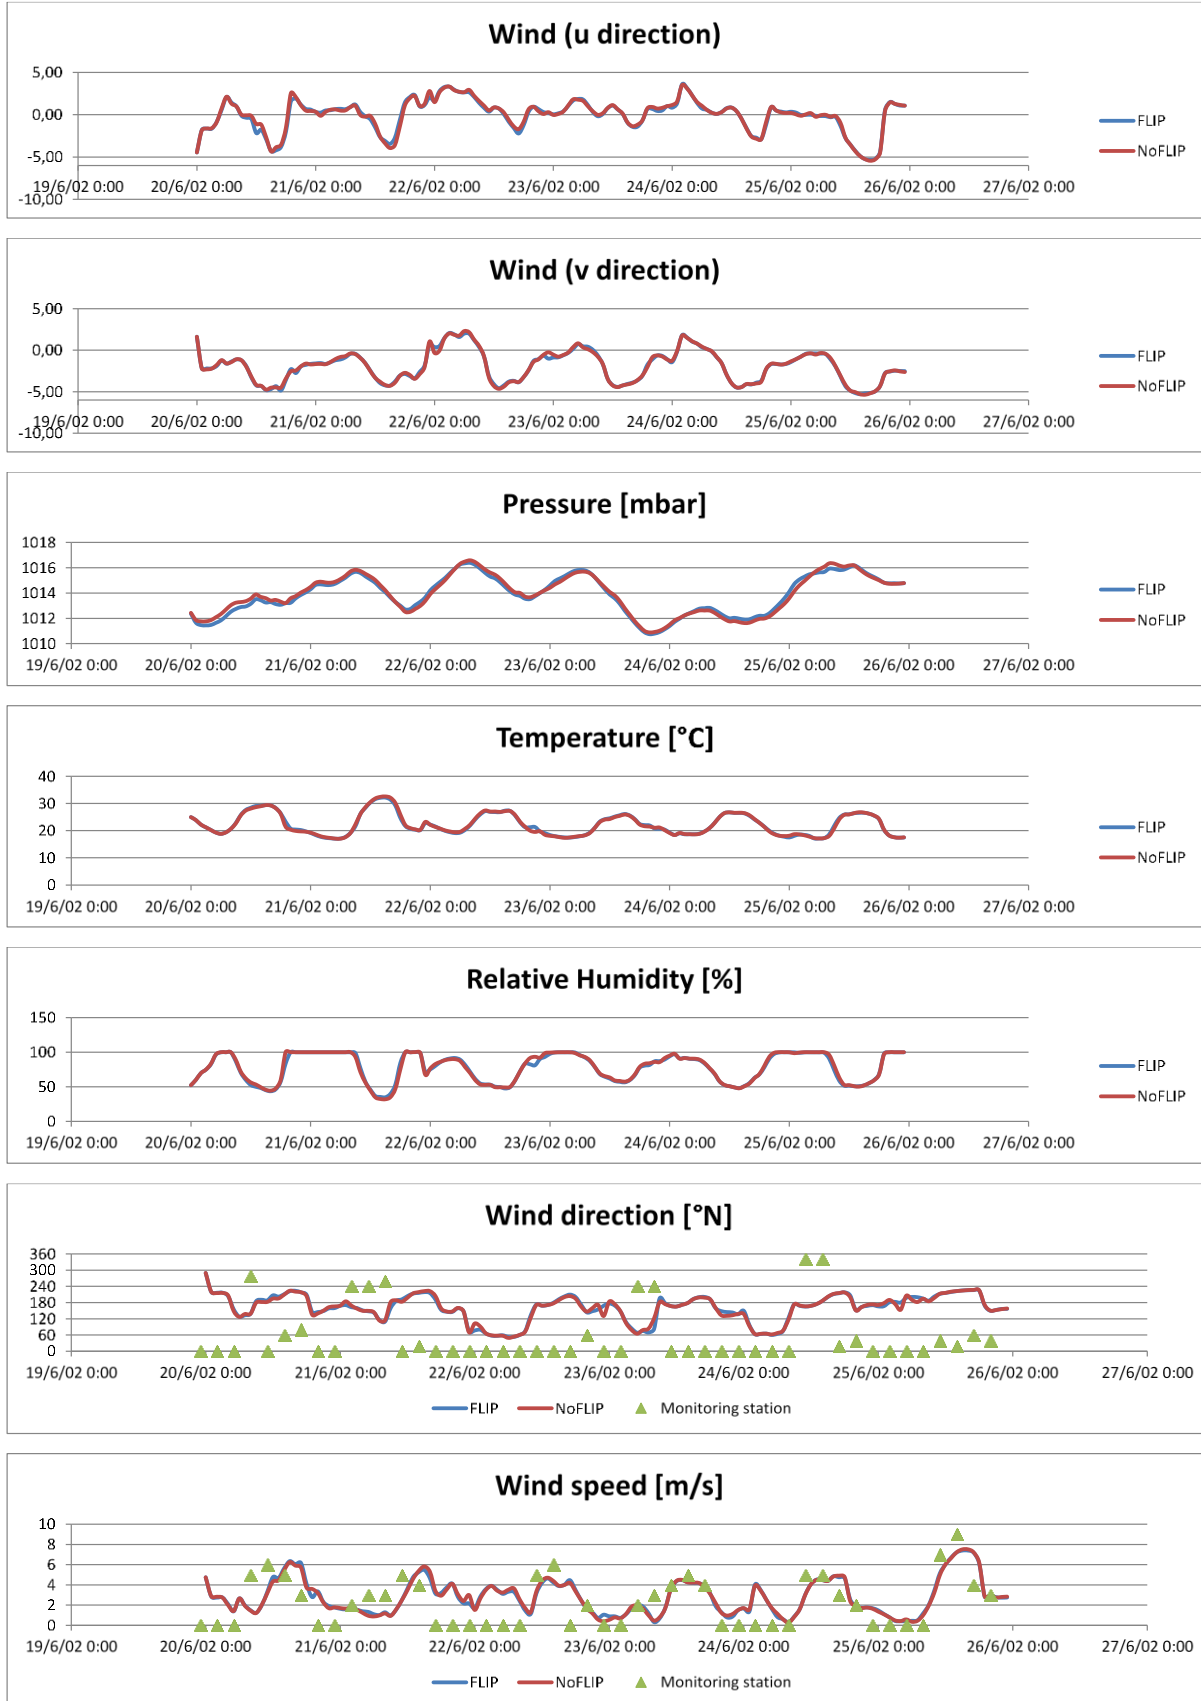 Wind (u direction)
5,00
0,00
-5,00
-10,00
19/6/02 0:00 20/6/02 0:00 21/6/02 0:00 22/6/02 0:00 23/6/02 0:00 24/6/02 0:00 25/6/02 0:00 26/6/02 0:00 27/6/02 0:00
FLIP
NoFLIP
Wind (v direction)
5,00
0,00
-5,00
-10,00
19/6/02 0:00 20/6/02 0:00 21/6/02 0:00 22/6/02 0:00 23/6/02 0:00 24/6/02 0:00 25/6/02 0:00 26/6/02 0:00 27/6/02 0:00
FLIP
NoFLIP
Pressure [mbar]
1018
1016
1014
1012
1010
19/6/02 0:00 20/6/02 0:00 21/6/02 0:00 22/6/02 0:00 23/6/02 0:00 24/6/02 0:00 25/6/02 0:00 26/6/02 0:00 27/6/02 0:00
FLIP
NoFLIP
Temperature [°C]
40
30
20
10
0
19/6/02 0:00 20/6/02 0:00 21/6/02 0:00 22/6/02 0:00 23/6/02 0:00 24/6/02 0:00 25/6/02 0:00 26/6/02 0:00 27/6/02 0:00
FLIP
NoFLIP
Relative Humidity [%]
150
100
50
0
19/6/02 0:00 20/6/02 0:00 21/6/02 0:00 22/6/02 0:00 23/6/02 0:00 24/6/02 0:00 25/6/02 0:00 26/6/02 0:00 27/6/02 0:00
FLIP
NoFLIP
Wind direction [°N]
360
300
240
180
120
60
0
19/6/02 0:00 20/6/02 0:00 21/6/02 0:00 22/6/02 0:00 23/6/02 0:00 24/6/02 0:00 25/6/02 0:00 26/6/02 0:00 27/6/02 0:00
FLIP NoFLIP Monitoring station
Wind speed [m/s]
10
8
6
4
2
0
19/6/02 0:00 20/6/02 0:00 21/6/02 0:00 22/6/02 0:00 23/6/02 0:00 24/6/02 0:00 25/6/02 0:00 26/6/02 0:00 27/6/02 0:00
FLIP NoFLIP Monitoring station